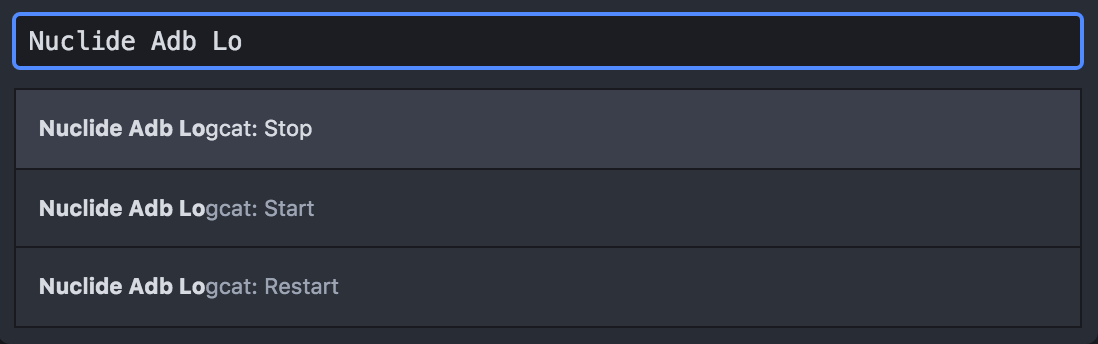 Nuclide Adb Lo
Nuclide Adb Logcat: Stop
Nuclide Adb Logcat: Start
Nuclide Adb Logcat: Restart